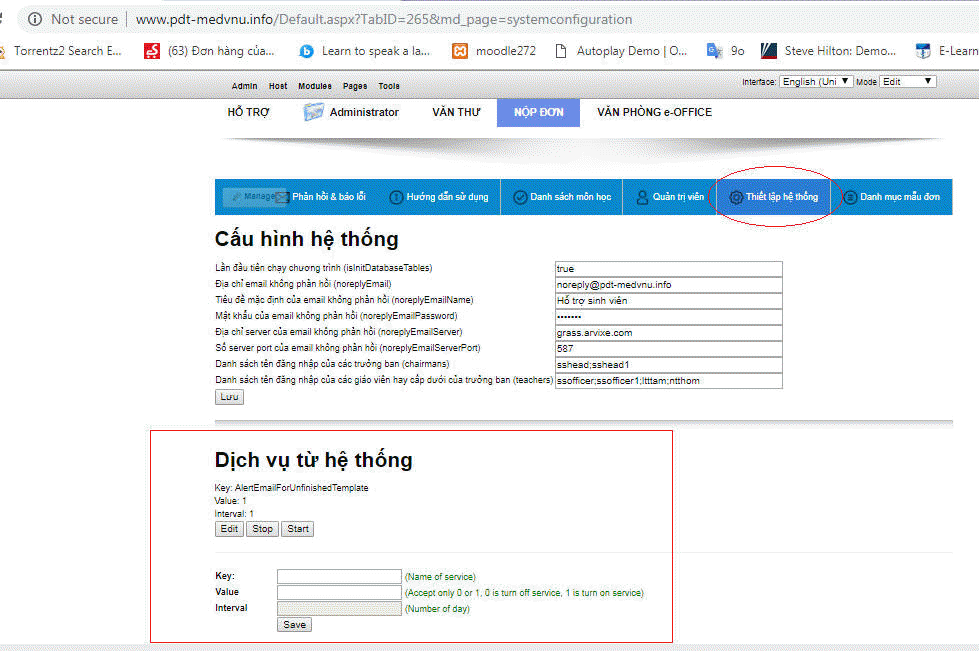 Not secure | www.pdt-medvnu.info/Default.aspx?TabID=265&md_page=systemconfiguration
Torrentz2 Search E... (63) Đơn hàng của... Learn to speak a la... moodle272 Autoplay Demo | O... 9o Steve Hilton: Demo... E-Learn
Admin Host Modules Pages Tools Interface: English (Uni Mode Edit
HỖ TRỢ Administrator VĂN THƯ NỘP ĐƠN VĂN PHÒNG e-OFFICE
Manage Phản hồi & báo lỗi Hướng dẫn sử dụng Danh sách môn học Quản trị viên Thiết lập hệ thống Danh mục mẫu đơn
Cấu hình hệ thống
Lần đầu tiên chạy chương trình (isInitDatabaseTables) true
Địa chỉ email không phản hồi (noreplyEmail) noreply@pdt-medvnu.info
Tiêu đề mặc định của email không phản hồi (noreplyEmailName) Hỗ trợ sinh viên
Mật khẩu của email không phản hồi (noreplyEmailPassword) •••••••
Địa chỉ server của email không phản hồi (noreplyEmailServer) grass.arvixe.com
Số server port của email không phản hồi (noreplyEmailServerPort) 587
Danh sách tên đăng nhập của các trưởng ban (chairmans) sshead;sshead1
Danh sách tên đăng nhập của các giáo viên hay cấp dưới của trưởng ban (teachers) ssofficer;ssofficer1;ltttam;ntthom
Lưu
Dịch vụ từ hệ thống
Key: AlertEmailForUnfinishedTemplate
Value: 1
Interval: 1
Edit Stop Start
Key: (Name of service)
Value (Accept only 0 or 1, 0 is turn off service, 1 is turn on service)
Interval (Number of day)
Save